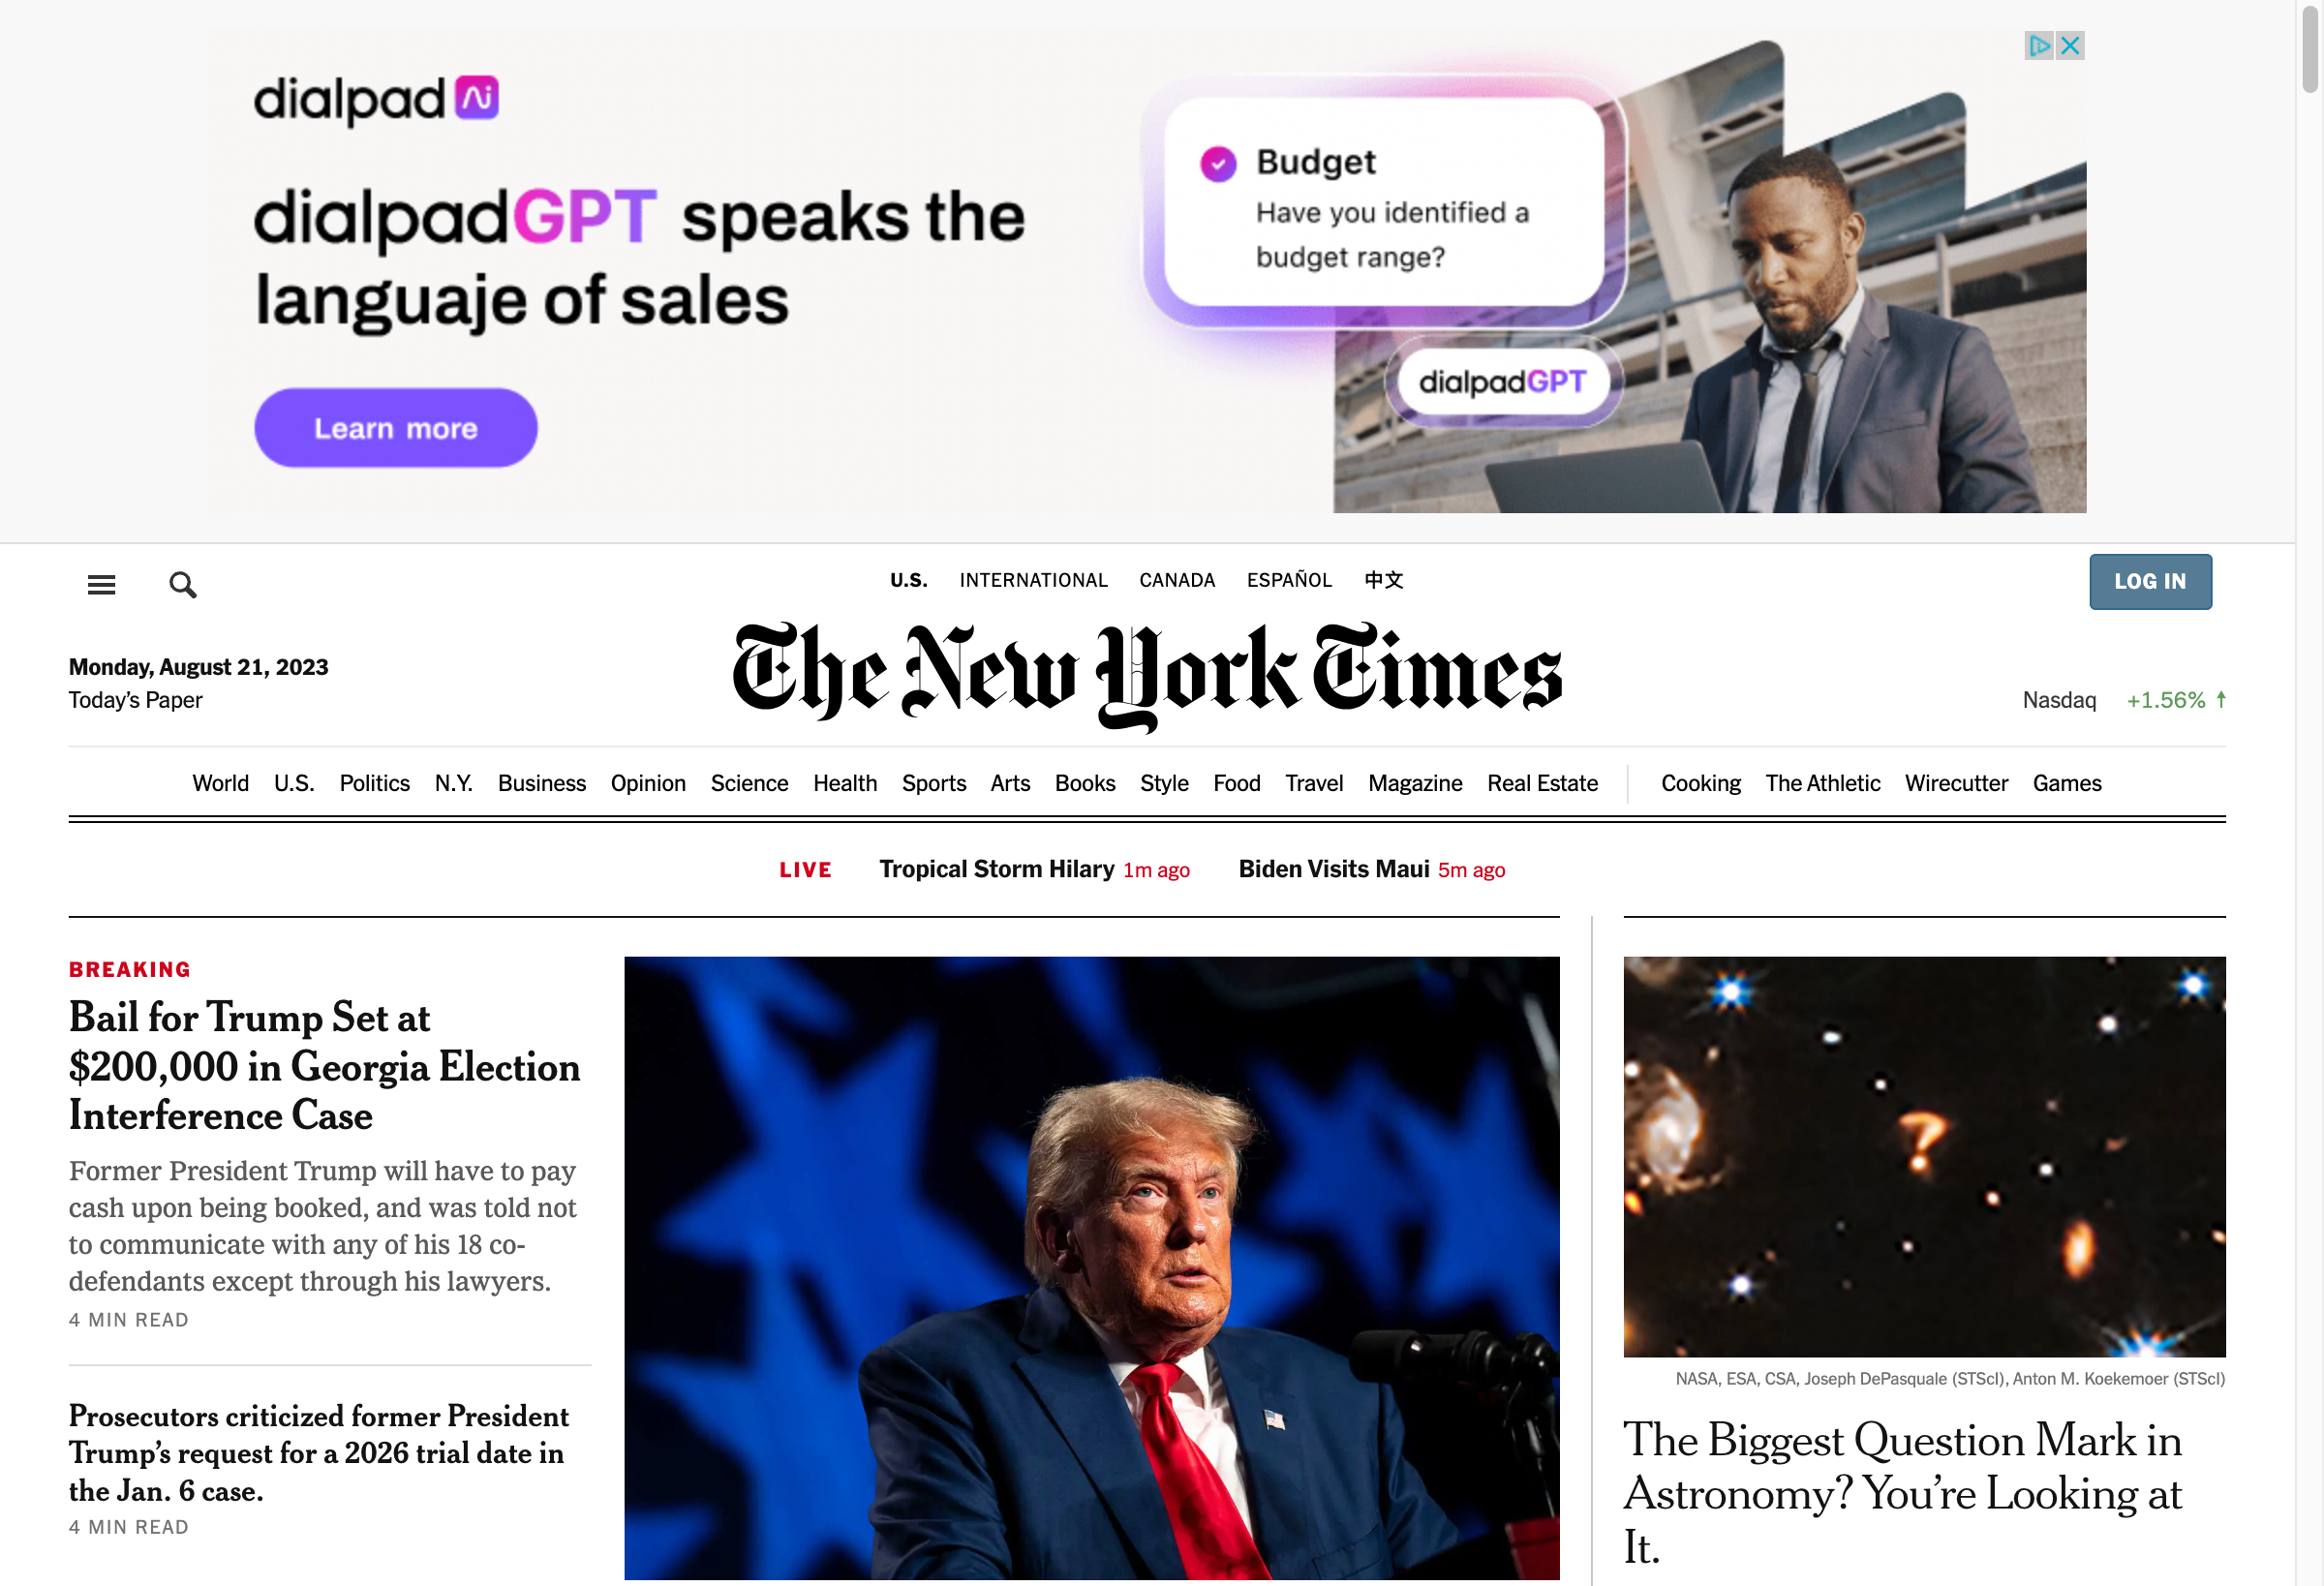 dialpad Ai
dialpadGPT speaks the
languaje of sales
Learn more
Budget
Have you identified a
budget range?
dialpadGPT
U.S. INTERNATIONAL CANADA ESPAÑOL 中文
LOG IN
The New York Times
Monday, August 21, 2023
Today's Paper
Nasdaq +1.56% ↑
World U.S. Politics N.Y. Business Opinion Science Health Sports Arts Books Style Food Travel Magazine Real Estate Cooking The Athletic Wirecutter Games
LIVE Tropical Storm Hilary 1m ago Biden Visits Maui 5m ago
BREAKING
Bail for Trump Set at
$200,000 in Georgia Election
Interference Case
Former President Trump will have to pay
cash upon being booked, and was told not
to communicate with any of his 18 co-
defendants except through his lawyers.
4 MIN READ
Prosecutors criticized former President
Trump's request for a 2026 trial date in
the Jan. 6 case.
4 MIN READ
NASA, ESA, CSA, Joseph DePasquale (STScI), Anton M. Koekemoer (STScI)
The Biggest Question Mark in
Astronomy? You're Looking at
It.